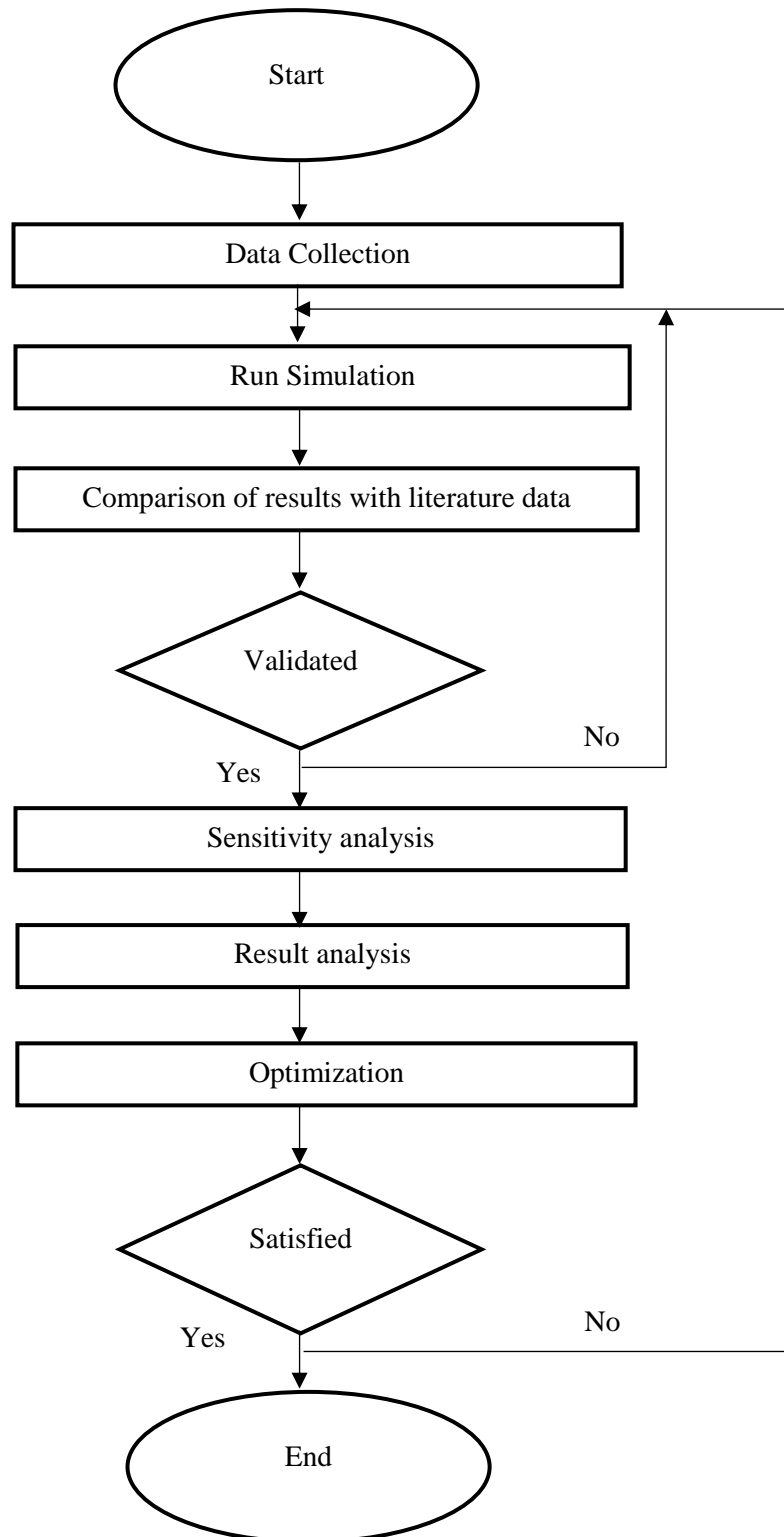 Start
Data Collection
Run Simulation
Comparison of results with literature data
Validated
No
Yes
Sensitivity analysis
Result analysis
Optimization
Satisfied
No
Yes
End